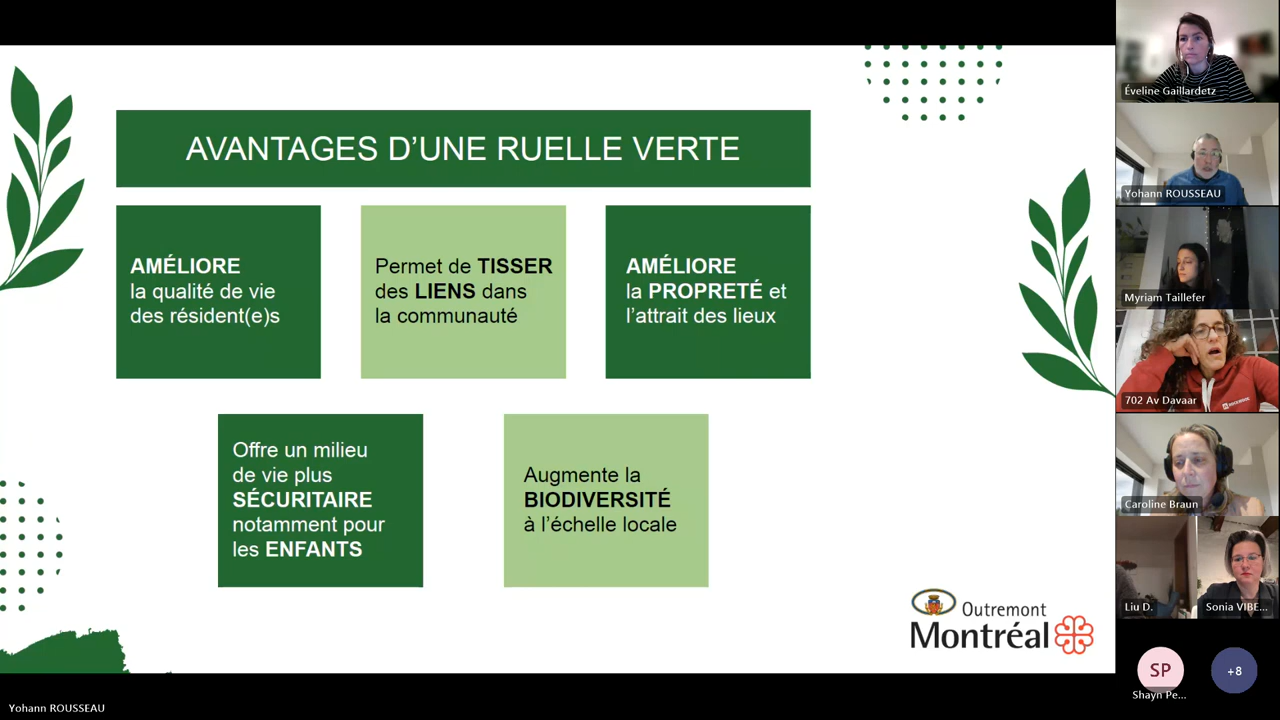 AVANTAGES D'UNE RUELLE VERTE
AMÉLIORE
la qualité de vie
des résident(e)s
Permet de TISSER
des LIENS dans
la communauté
AMÉLIORE
la PROPRETÉ et
l'attrait des lieux
Offre un milieu
de vie plus
SÉCURITAIRE
notamment pour
les ENFANTS
Augmente la
BIODIVERSITÉ
à l'échelle locale
Outremont
Montréal
Éveline Gaillardetz
Yohann ROUSSEAU
Myriam Taillefer
702 Av Davaar
Caroline Braun
Liu D.
Sonia VIBE...
SP
+8
Shayn Pe...
Yohann ROUSSEAU